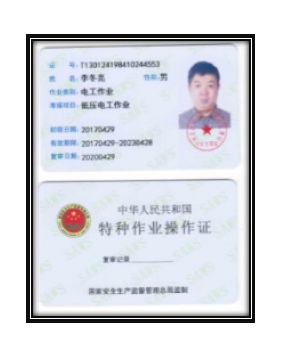 证 号:T130124198410244553
姓 名:李冬亮 性别:男
作业类别:电工作业
准操项目:低压电工作业
初领日期:20170429
有效期限:20170429-20230428
复审日期:20200429
中华人民共和国
特种作业操作证
复审记录
国家安全生产监督管理总局监制